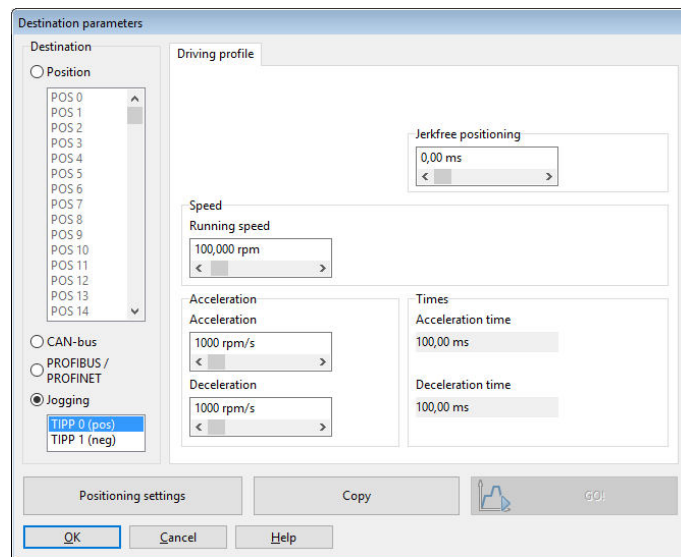 Destination parameters
Destination
Position
POS 0
POS 1
POS 2
POS 3
POS 4
POS 5
POS 6
POS 7
POS 8
POS 9
POS 10
POS 11
POS 12
POS 13
POS 14
CAN-bus
PROFIBUS /
PROFINET
Jogging
TIPP 0 (pos)
TIPP 1 (neg)
Driving profile
Jerkfree positioning
0,00 ms
Speed
Running speed
100,000 rpm
Acceleration
Acceleration
1000 rpm/s
Deceleration
1000 rpm/s
Times
Acceleration time
100,00 ms
Deceleration time
100,00 ms
Positioning settings
Copy
GO!
OK
Cancel
Help